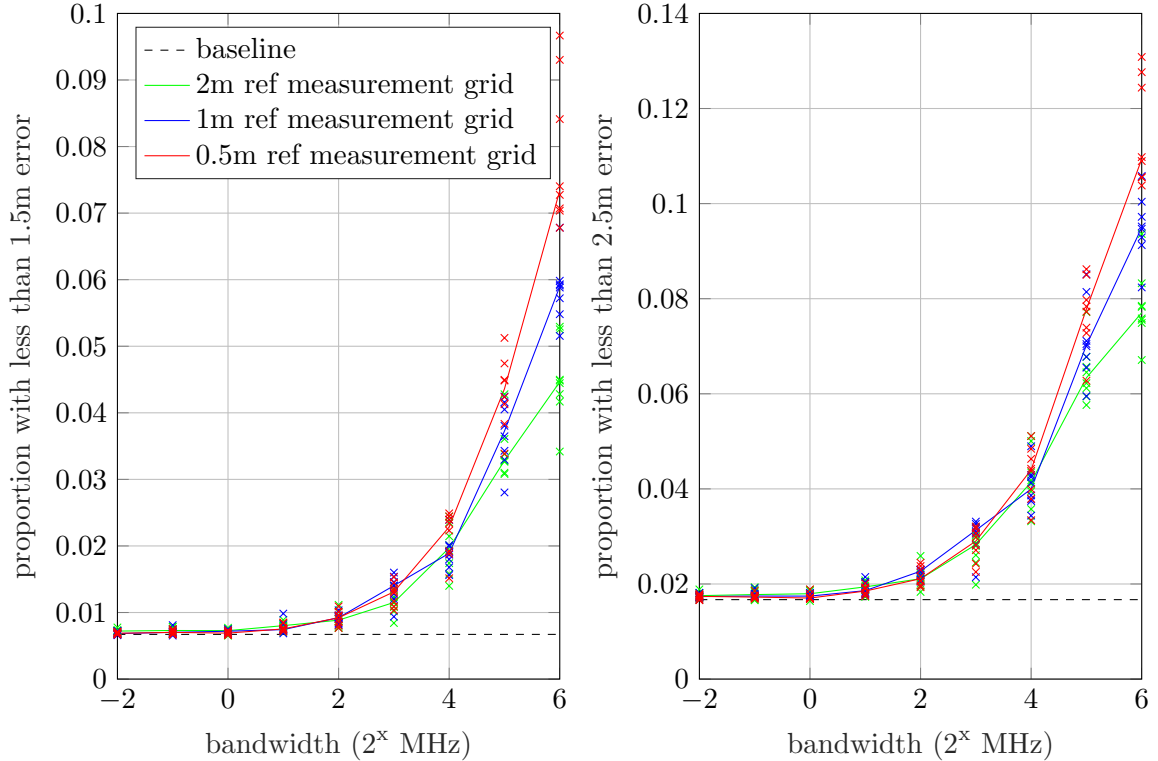 0.1
0.09
0.08
0.07
0.06
0.05
0.04
0.03
0.02
0.01
0
−2 0 2 4 6
proportion with less than 1.5m error
bandwidth (2ˣ MHz)
baseline
2m ref measurement grid
1m ref measurement grid
0.5m ref measurement grid
0.14
0.12
0.1
0.08
0.06
0.04
0.02
0
−2 0 2 4 6
proportion with less than 2.5m error
bandwidth (2ˣ MHz)